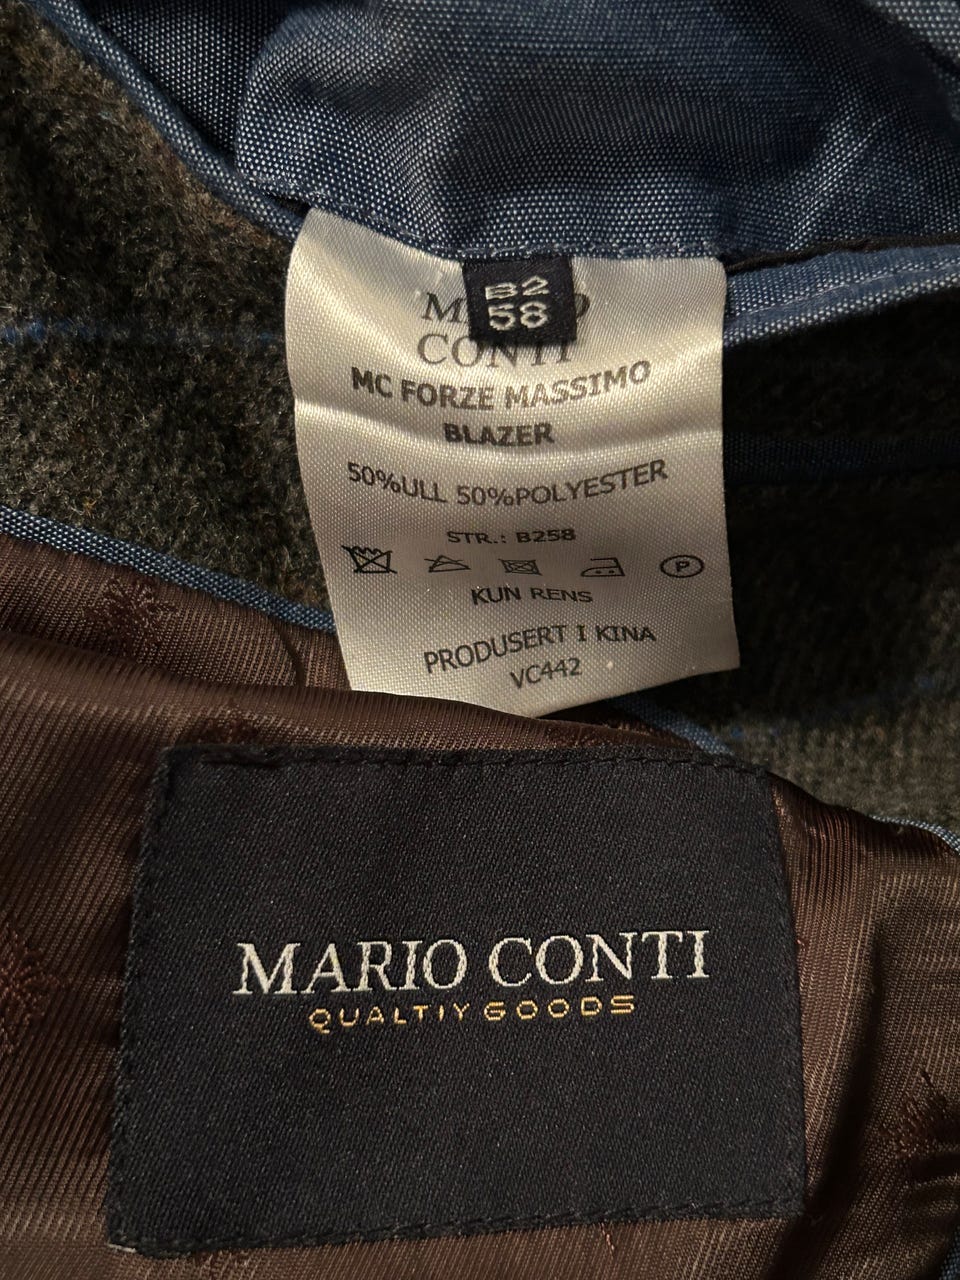 B2
58
CONTI
MC FORZE MASSIMO
BLAZER
50%ULL 50%POLYESTER
STR.: B258
P
KUN RENS
PRODUSERT I KINA
VC442
MARIO CONTI
QUALTIY GOODS